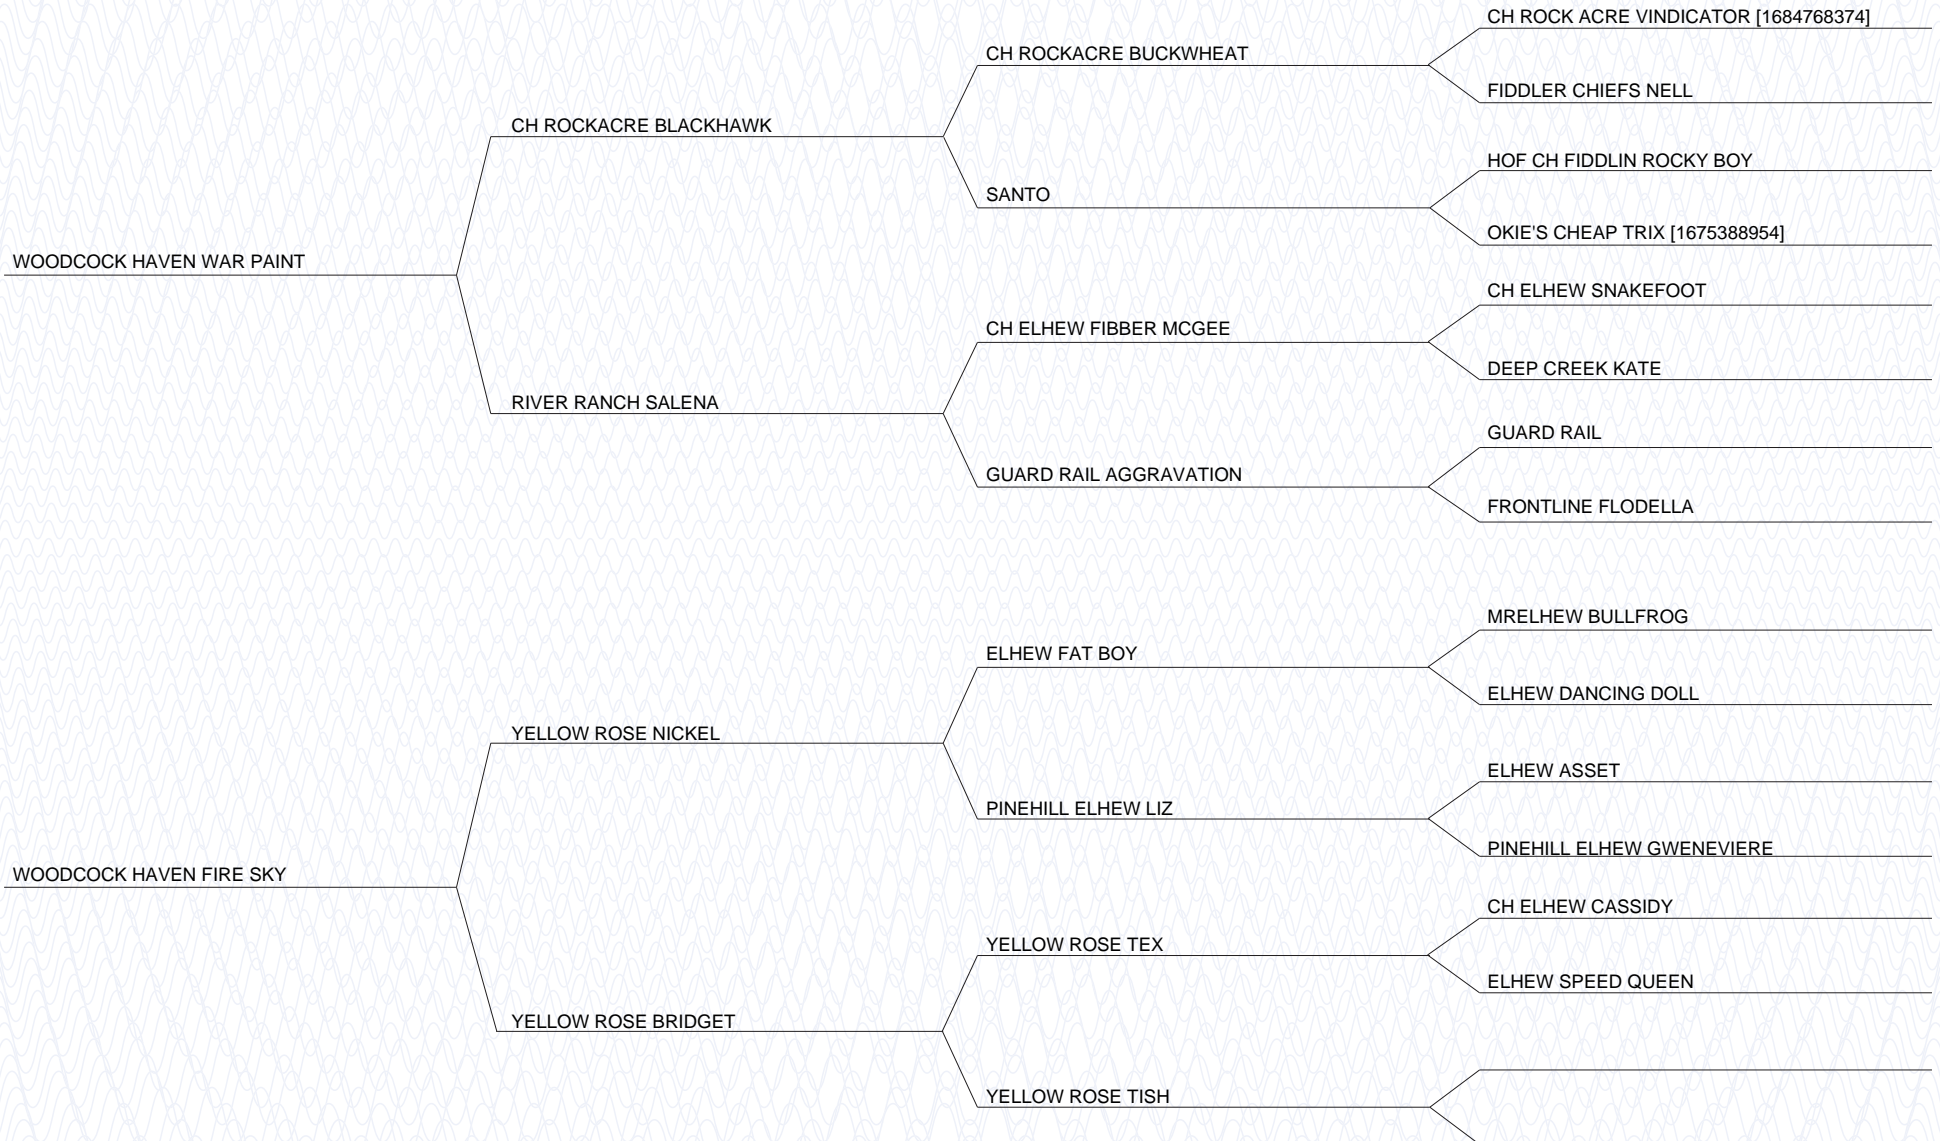 CH ROCK ACRE VINDICATOR [1684768374]
CH ROCKACRE BUCKWHEAT
FIDDLER CHIEFS NELL
CH ROCKACRE BLACKHAWK
HOF CH FIDDLIN ROCKY BOY
SANTO
OKIE'S CHEAP TRIX [1675388954]
WOODCOCK HAVEN WAR PAINT
CH ELHEW SNAKEFOOT
CH ELHEW FIBBER MCGEE
DEEP CREEK KATE
RIVER RANCH SALENA
GUARD RAIL
GUARD RAIL AGGRAVATION
FRONTLINE FLODELLA
MRELHEW BULLFROG
ELHEW FAT BOY
ELHEW DANCING DOLL
YELLOW ROSE NICKEL
ELHEW ASSET
PINEHILL ELHEW LIZ
PINEHILL ELHEW GWENEVIERE
WOODCOCK HAVEN FIRE SKY
CH ELHEW CASSIDY
YELLOW ROSE TEX
ELHEW SPEED QUEEN
YELLOW ROSE BRIDGET
YELLOW ROSE TISH